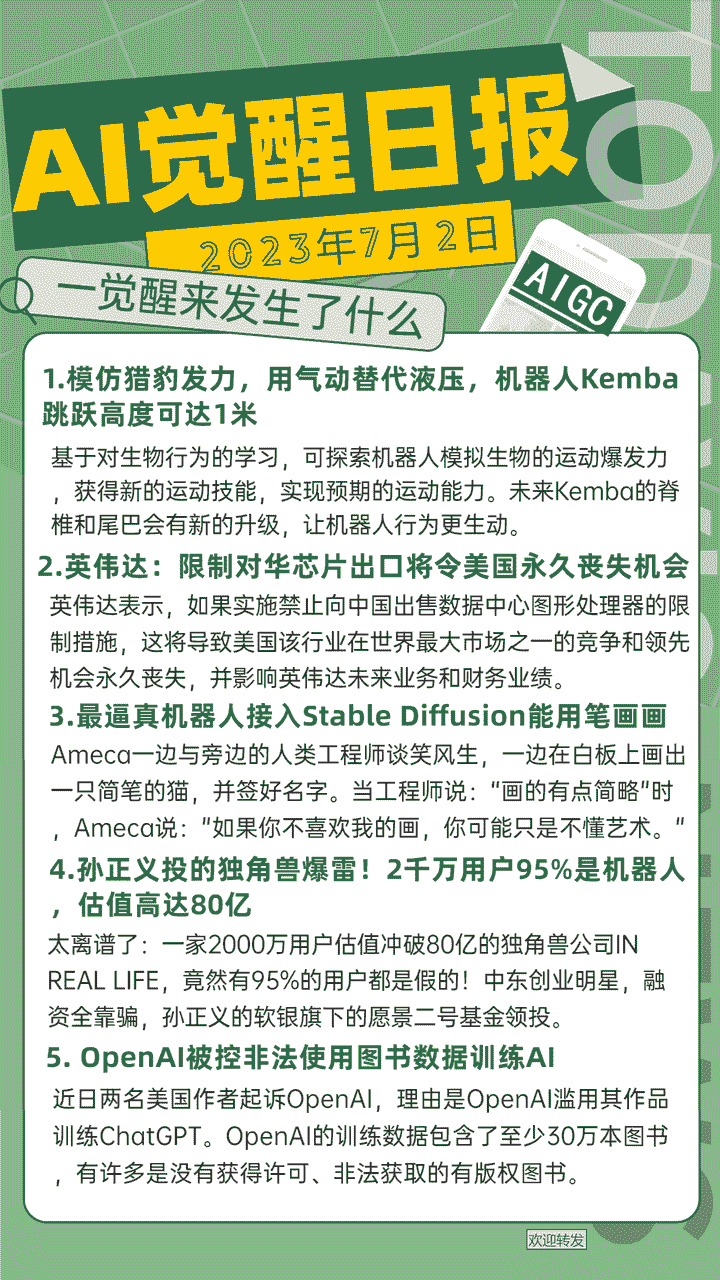 AI觉醒日报
2023年7月2日
一觉醒来发生了什么
AIGC
1.模仿猎豹发力，用气动替代液压，机器人Kemba
跳跃高度可达1米
基于对生物行为的学习，可探索机器人模拟生物的运动爆发力
，获得新的运动技能，实现预期的运动能力。未来Kemba的脊
椎和尾巴会有新的升级，让机器人行为更生动。
2.英伟达：限制对华芯片出口将令美国永久丧失机会
英伟达表示，如果实施禁止向中国出售数据中心图形处理器的限
制措施，这将导致美国该行业在世界最大市场之一的竞争和领先
机会永久丧失，并影响英伟达未来业务和财务业绩。
3.最逼真机器人接入Stable Diffusion能用笔画画
Ameca一边与旁边的人类工程师谈笑风生，一边在白板上画出
一只简笔的猫，并签好名字。当工程师说：“画的有点简略”时
，Ameca说：“如果你不喜欢我的画，你可能只是不懂艺术。”
4.孙正义投的独角兽爆雷！2千万用户95%是机器人
，估值高达80亿
太离谱了：一家2000万用户估值冲破80亿的独角兽公司IN
REAL LIFE，竟然有95%的用户都是假的！中东创业明星，融
资全靠骗，孙正义的软银旗下的愿景二号基金领投。
5. OpenAI被控非法使用图书数据训练AI
近日两名美国作者起诉OpenAI，理由是OpenAI滥用其作品
训练ChatGPT。OpenAI的训练数据包含了至少30万本图书
，有许多是没有获得许可、非法获取的有版权图书。
欢迎转发